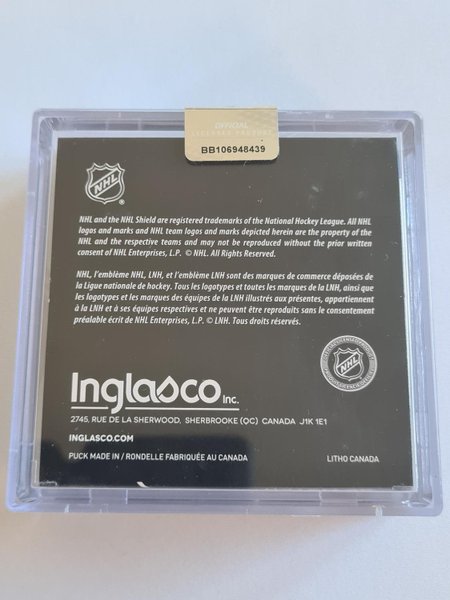 OFFICIAL
LICENSED PRODUCT
BB106948439
NHL
NHL and the NHL Shield are registered trademarks of the National Hockey League. All NHL
logos and marks and NHL team logos and marks depicted herein are the property of the
NHL and the respective teams and may not be reproduced without the prior written
consent of NHL Enterprises, L.P. © NHL. All Rights Reserved.
NHL, l'emblème NHL, LNH, et l'emblème LNH sont des marques de commerce déposées de
la Ligue nationale de hockey. Tous les logotypes et toutes les marques de la LNH, ainsi que
les logotypes et les marques des équipes de la LNH illustrés aux présentes, appartiennent
à la LNH et à ses équipes respectives et ne peuvent être reproduits sans le consentement
préalable écrit de NHL Enterprises, L.P. © LNH. Tous droits réservés.
NHL
Inglasco Inc.
2745, RUE DE LA SHERWOOD, SHERBROOKE (QC) CANADA J1K 1E1
INGLASCO.COM
PUCK MADE IN / RONDELLE FABRIQUÉE AU CANADA
LITHO CANADA